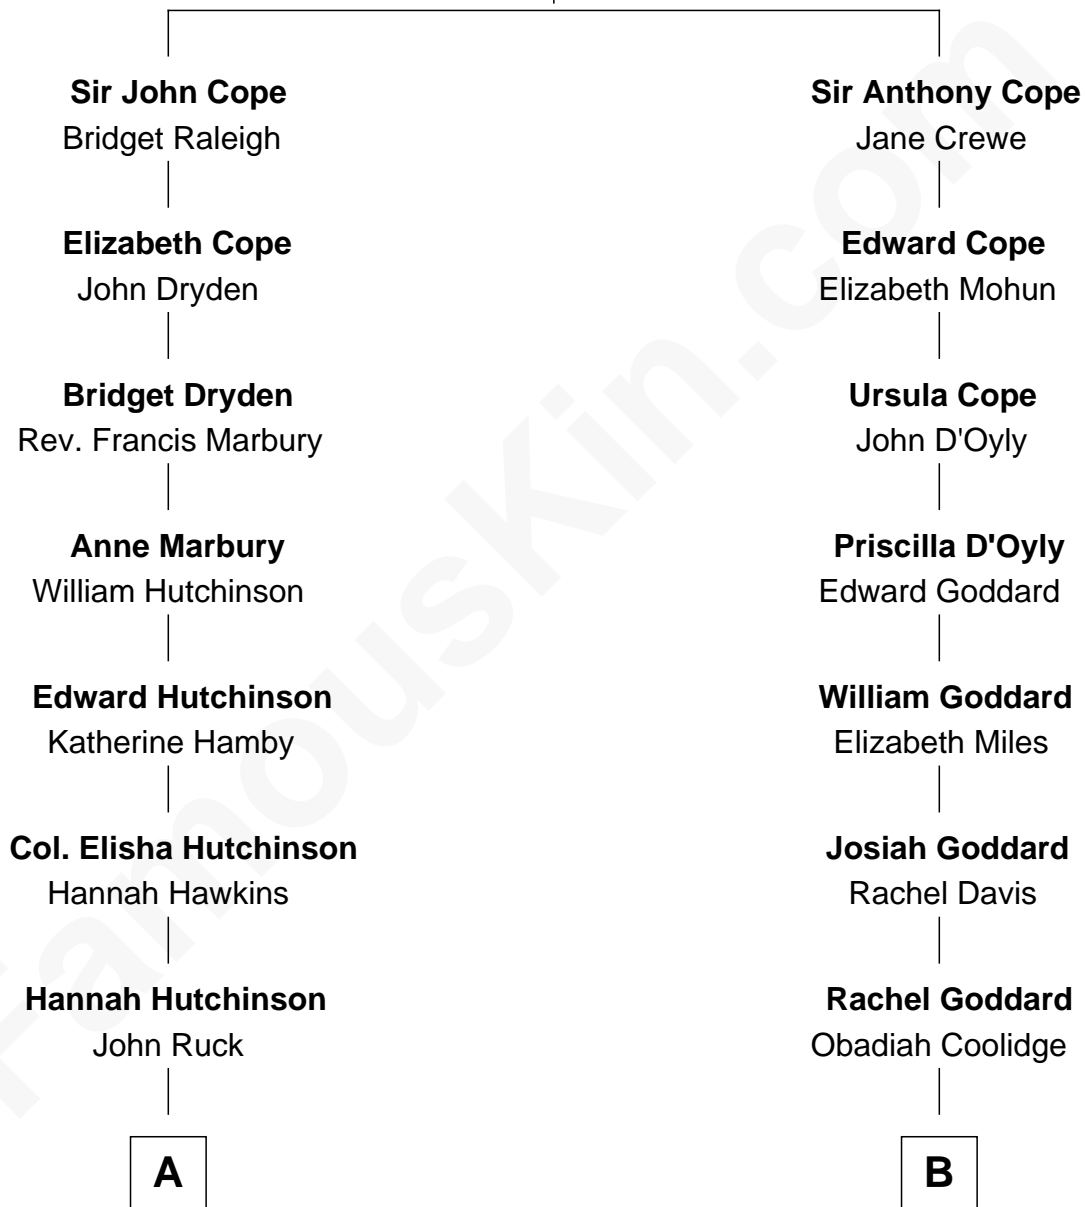 Sir John Cope
Bridget Raleigh
Elizabeth Cope
John Dryden
Bridget Dryden
Rev. Francis Marbury
Anne Marbury
William Hutchinson
Edward Hutchinson
Katherine Hamby
Col. Elisha Hutchinson
Hannah Hawkins
Hannah Hutchinson
John Ruck
A
Sir Anthony Cope
Jane Crewe
Edward Cope
Elizabeth Mohun
Ursula Cope
John D'Oyly
Priscilla D'Oyly
Edward Goddard
William Goddard
Elizabeth Miles
Josiah Goddard
Rachel Davis
Rachel Goddard
Obadiah Coolidge
B
FamousKin.com